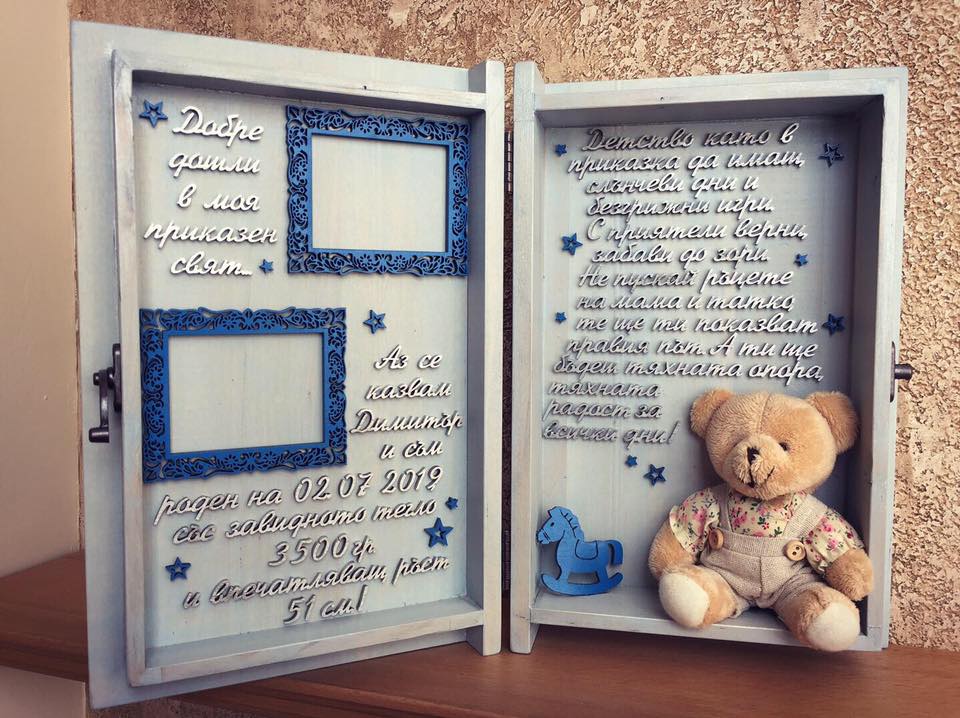 Добре
дошли
в моя
приказен
свят...
Аз се
казвам
Димитър
и съм
роден на 02.07.2019
със завидното тегло
3500 гр.
и впечатляващ ръст
51 см!
Детство като в
приказка да имаш,
слънчеви дни и
безгрижни игри.
С приятели верни,
забави до зори.
Не пускай ръцете
на мама и татко,
те ще ти показват
правия път. А ти ще
бъдеш тяхната опора,
тяхната
радост за
всички дни!